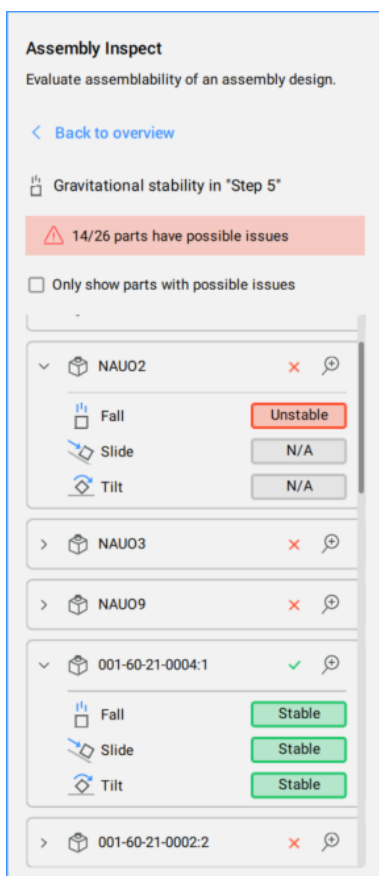 Assembly Inspect
Evaluate assemblability of an assembly design.
Back to overview
Gravitational stability in "Step 5"
14/26 parts have possible issues
Only show parts with possible issues
NAUO2
Fall Unstable
Slide N/A
Tilt N/A
NAUO3
NAUO9
001-60-21-0004:1
Fall Stable
Slide Stable
Tilt Stable
001-60-21-0002:2